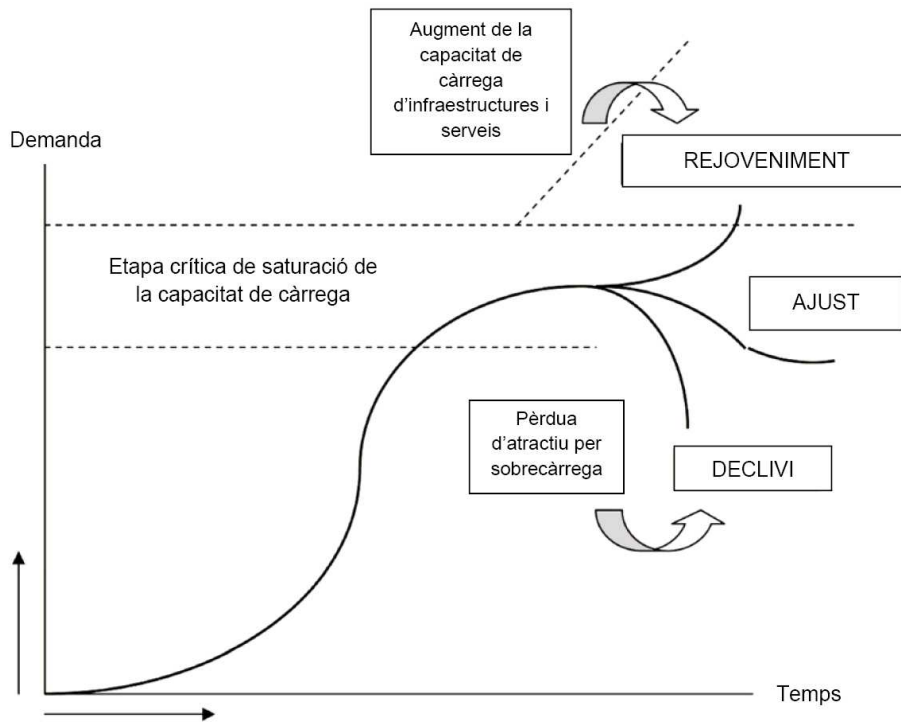 Augment de la
capacitat de
càrrega
d'infraestructures i
serveis
Demanda
REJOVENIMENT
Etapa crítica de saturació de
la capacitat de càrrega
AJUST
Pèrdua
d'atractiu per
sobrecàrrega
DECLIVI
Temps